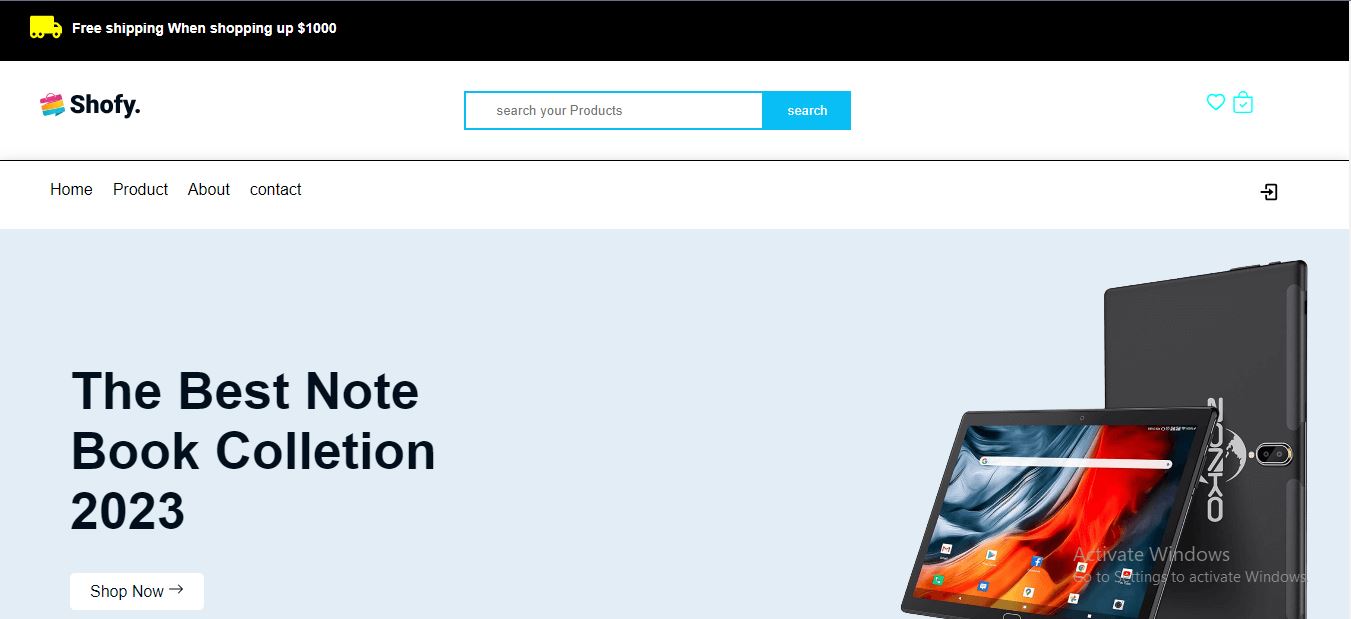 Free shipping When shopping up $1000
Shofy.
search your Products
search
Home Product About contact
The Best Note
Book Colletion
2023
Shop Now →
NUNZYO
Activate Windows
Go to Settings to activate Windows